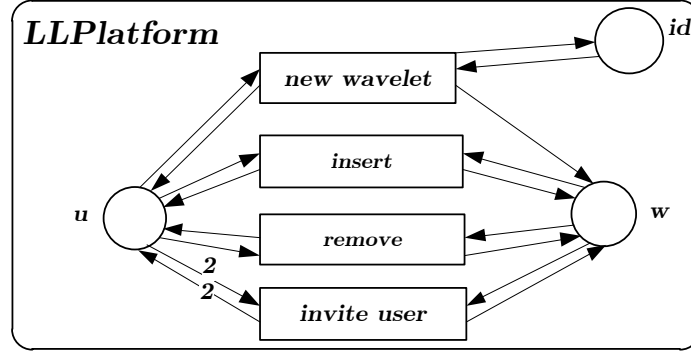 LLPlatform
id
new wavelet
insert
u
w
remove
2
2
invite user